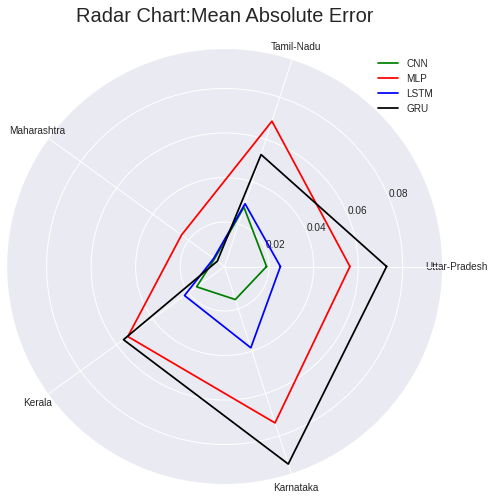 Radar Chart:Mean Absolute Error
Tamil-Nadu
CNN
MLP
LSTM
GRU
Maharashtra
0.08
0.06
0.04
0.02
Uttar-Pradesh
Kerala
Karnataka